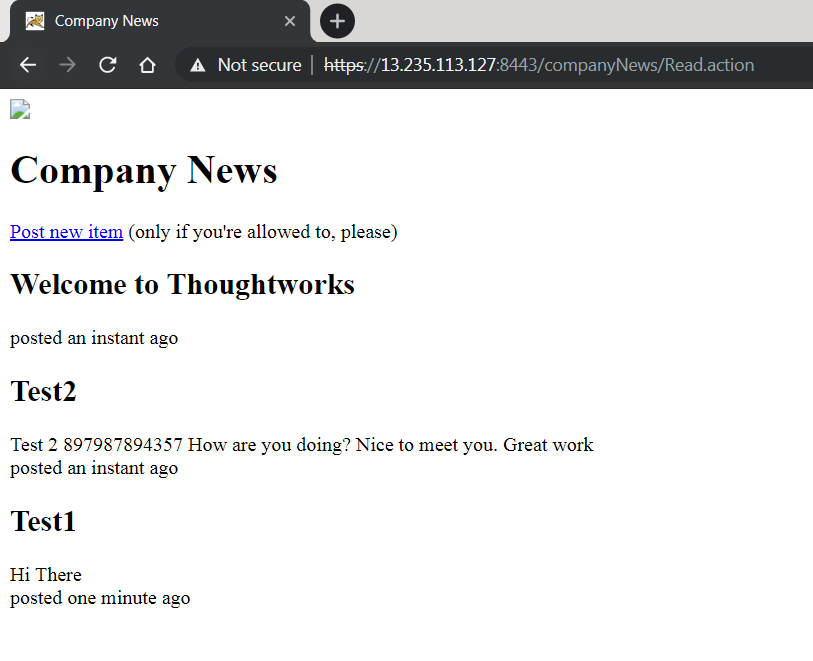 Company News
Not secure | https://13.235.113.127:8443/companyNews/Read.action
Company News
Post new item (only if you're allowed to, please)
Welcome to Thoughtworks
posted an instant ago
Test2
Test 2 897987894357 How are you doing? Nice to meet you. Great work
posted an instant ago
Test1
Hi There
posted one minute ago